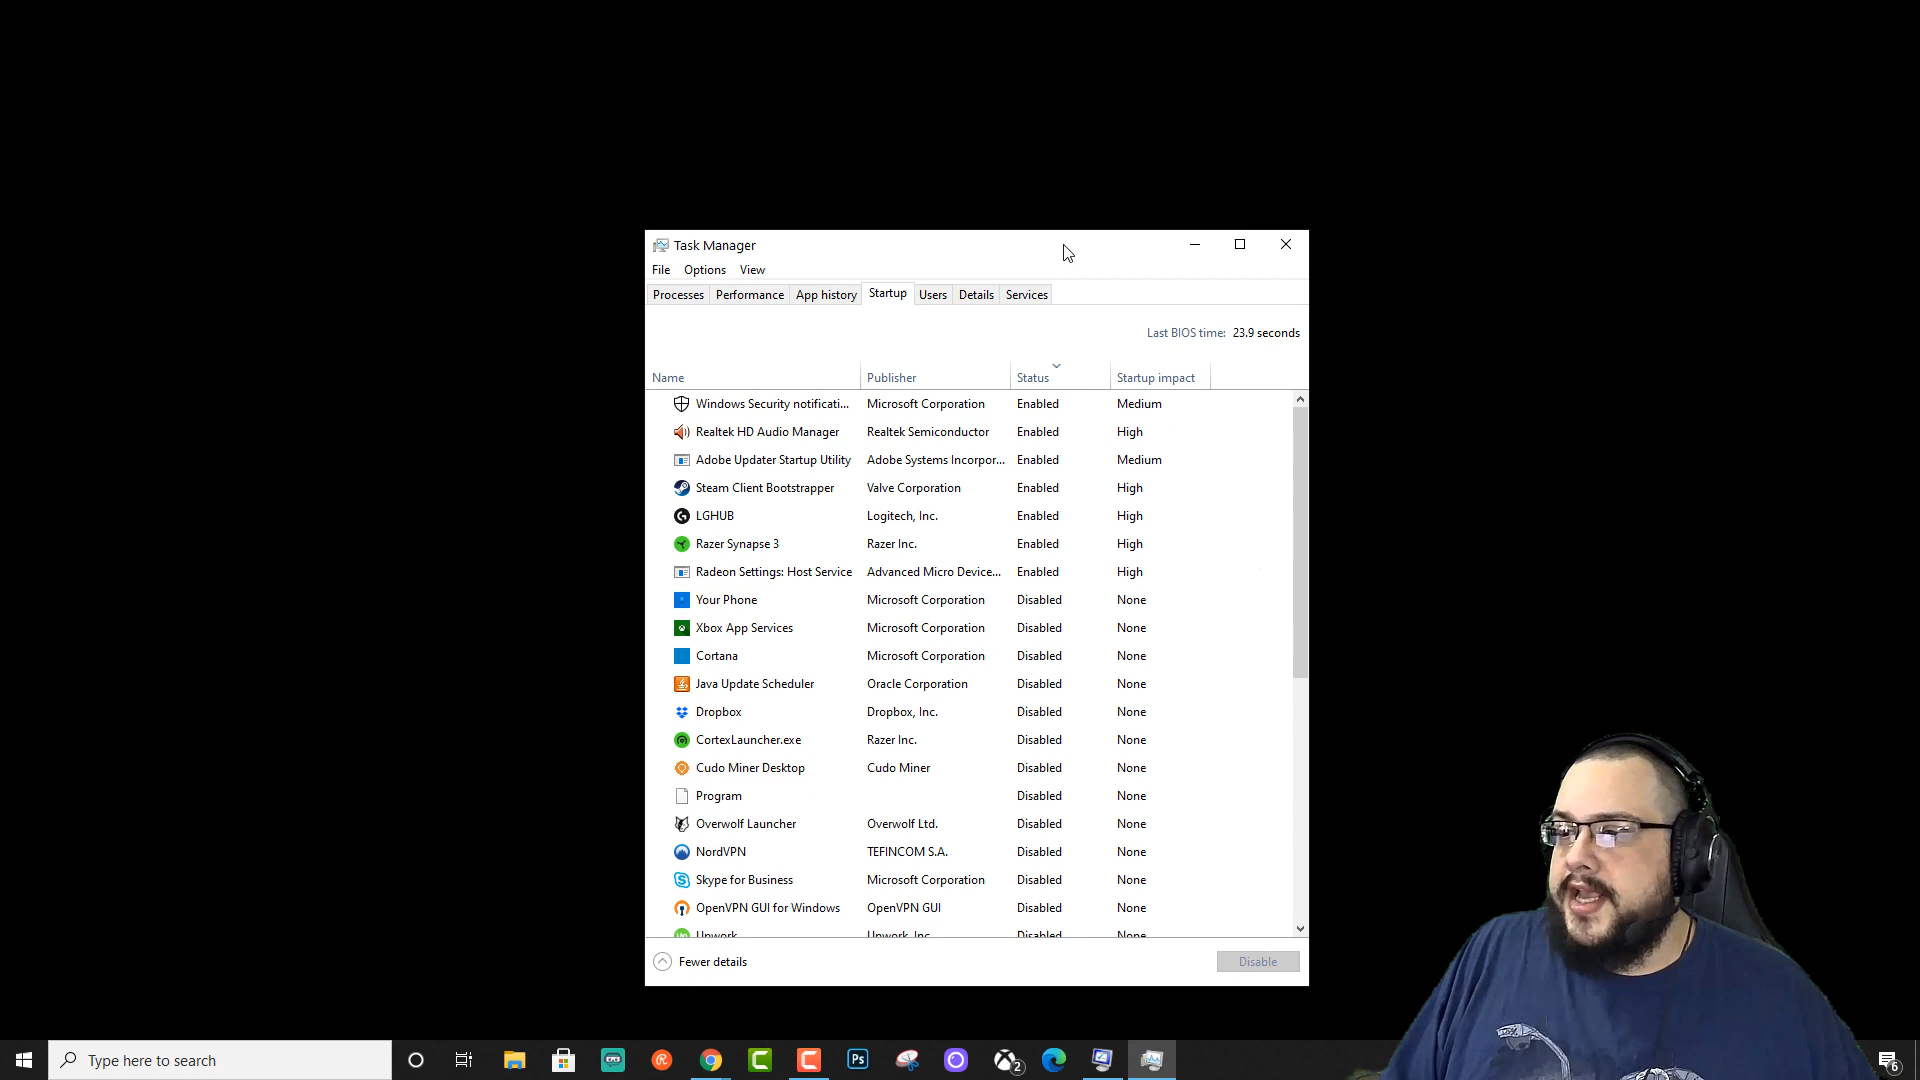 Task Manager
File Options View
Processes Performance App history Startup Users Details Services
Last BIOS time: 23.9 seconds
Name Publisher Status Startup impact
Windows Security notificati... Microsoft Corporation Enabled Medium
Realtek HD Audio Manager Realtek Semiconductor Enabled High
Adobe Updater Startup Utility Adobe Systems Incorpor... Enabled Medium
Steam Client Bootstrapper Valve Corporation Enabled High
LGHUB Logitech, Inc. Enabled High
Razer Synapse 3 Razer Inc. Enabled High
Radeon Settings: Host Service Advanced Micro Device... Enabled High
Your Phone Microsoft Corporation Disabled None
Xbox App Services Microsoft Corporation Disabled None
Cortana Microsoft Corporation Disabled None
Java Update Scheduler Oracle Corporation Disabled None
Dropbox Dropbox, Inc. Disabled None
CortexLauncher.exe Razer Inc. Disabled None
Cudo Miner Desktop Cudo Miner Disabled None
Program Disabled None
Overwolf Launcher Overwolf Ltd. Disabled None
NordVPN TEFINCOM S.A. Disabled None
Skype for Business Microsoft Corporation Disabled None
OpenVPN GUI for Windows OpenVPN GUI Disabled None
Upwork Upwork, Inc. Disabled None
Fewer details Disable
Type here to search Ps 2 6